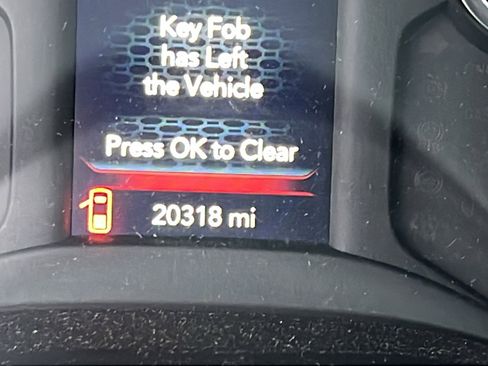 Key Fob
has Left
the Vehicle
Press OK to Clear
20318 mi